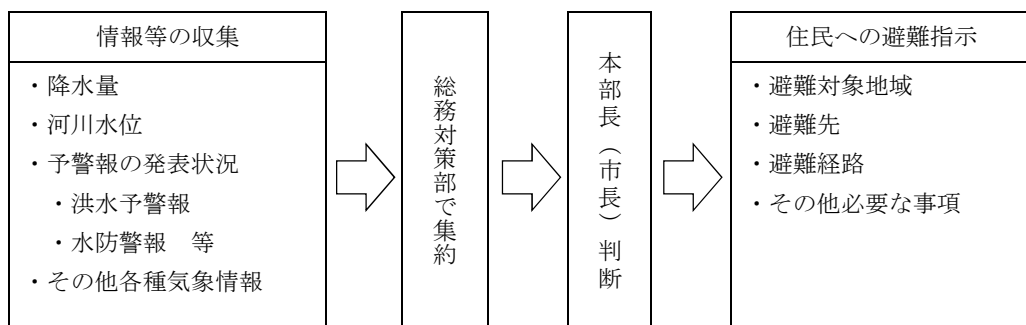 情報等の収集
・降水量
・河川水位
・予警報の発表状況
・洪水予警報
・水防警報　等
・その他各種気象情報
総務対策部で集約
本部長（市長）判断
住民への避難指示
・避難対象地域
・避難先
・避難経路
・その他必要な事項